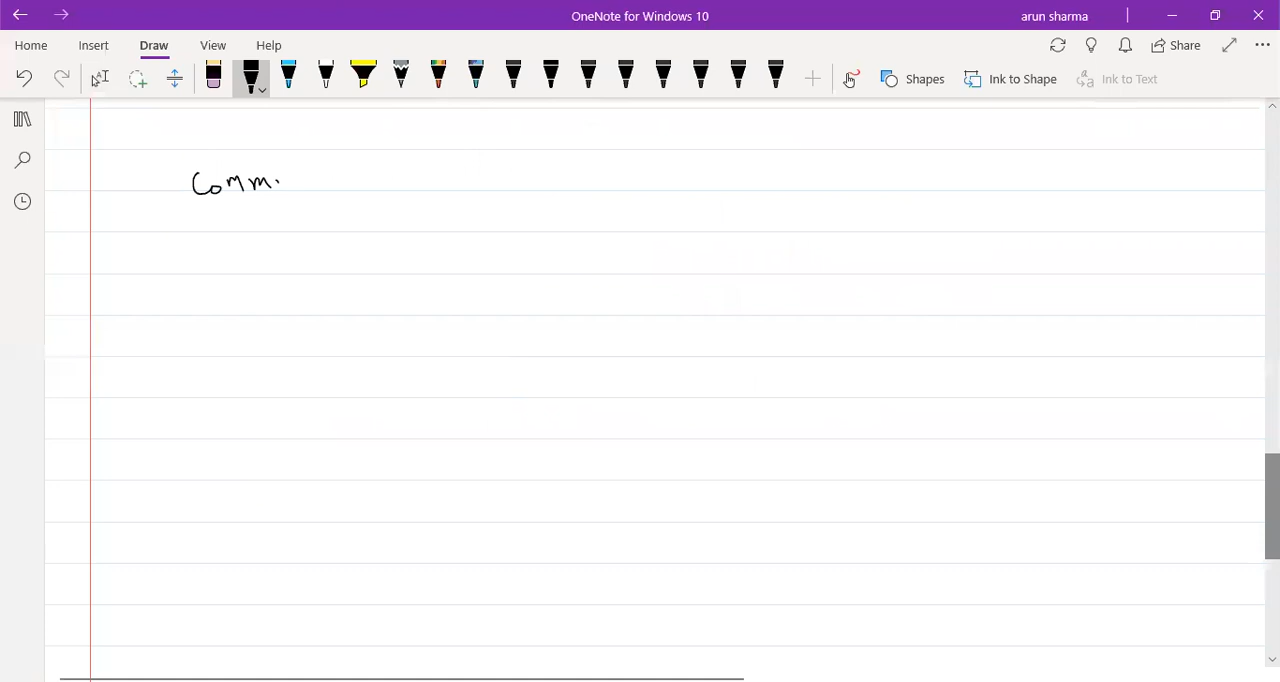 OneNote for Windows 10
arun sharma
Home Insert Draw View Help
Share
Shapes Ink to Shape Ink to Text
Comm.